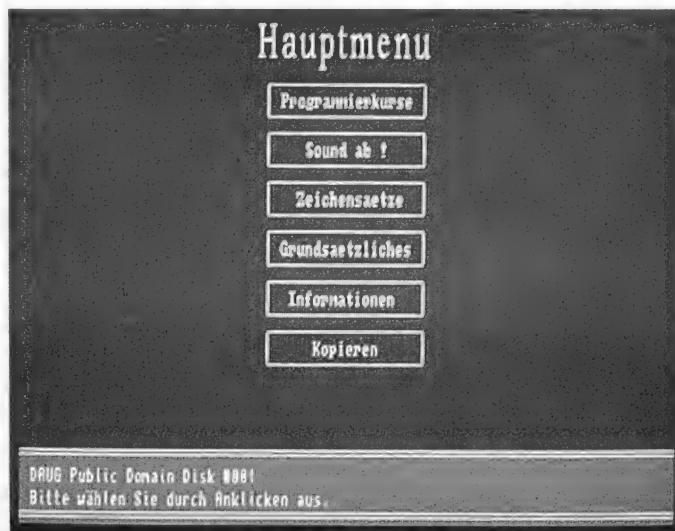 Hauptmenu
Programmierkurse
Sound ab !
Zeichensaetze
Grundsaetzliches
Informationen
Kopieren
DAUG Public Domain Disk #001
Bitte wählen Sie durch Anklicken aus.